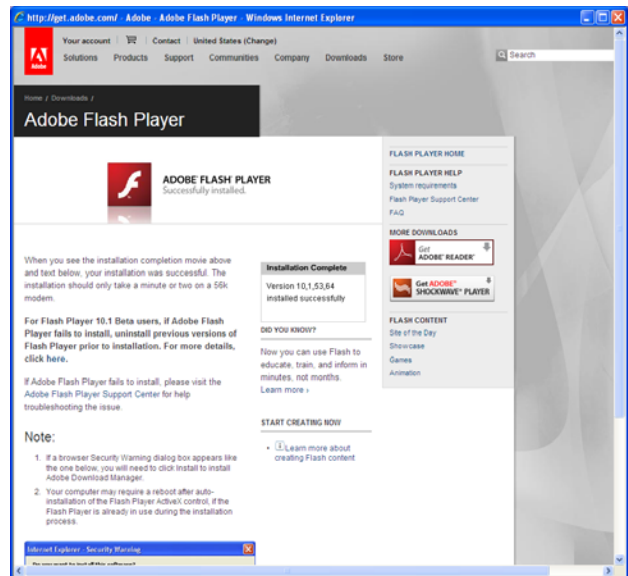 http://get.adobe.com/ - Adobe - Adobe Flash Player - Windows Internet Explorer
Your account Contact United States (Change)
Solutions Products Support Communities Company Downloads Store
Search
Adobe
Home / Downloads /
Adobe Flash Player
ADOBE® FLASH® PLAYER
Successfully installed.
When you see the installation completion movie above
and text below, your installation was successful. The
installation should only take a minute or two on a 56k
modem.
For Flash Player 10.1 Beta users, if Adobe Flash
Player fails to install, uninstall previous versions of
Flash Player prior to installation. For more details,
click here.
If Adobe Flash Player fails to install, please visit the
Adobe Flash Player Support Center for help
troubleshooting the issue.
Note:
1. If a browser Security Warning dialog box appears like
the one below, you will need to click Install to install
Adobe Download Manager.
2. Your computer may require a reboot after auto-
installation of the Flash Player ActiveX control, if the
Flash Player is already in use during the installation
process.
Internet Explorer - Security Warning
Installation Complete
Version 10,1,53,64
installed successfully
DID YOU KNOW?
Now you can use Flash to
educate, train, and inform in
minutes, not months.
Learn more ›
START CREATING NOW
Learn more about
creating Flash content
FLASH PLAYER HOME
FLASH PLAYER HELP
System requirements
Flash Player Support Center
FAQ
MORE DOWNLOADS
Get
ADOBE® READER®
Get ADOBE®
SHOCKWAVE® PLAYER
FLASH CONTENT
Site of the Day
Showcase
Games
Animation